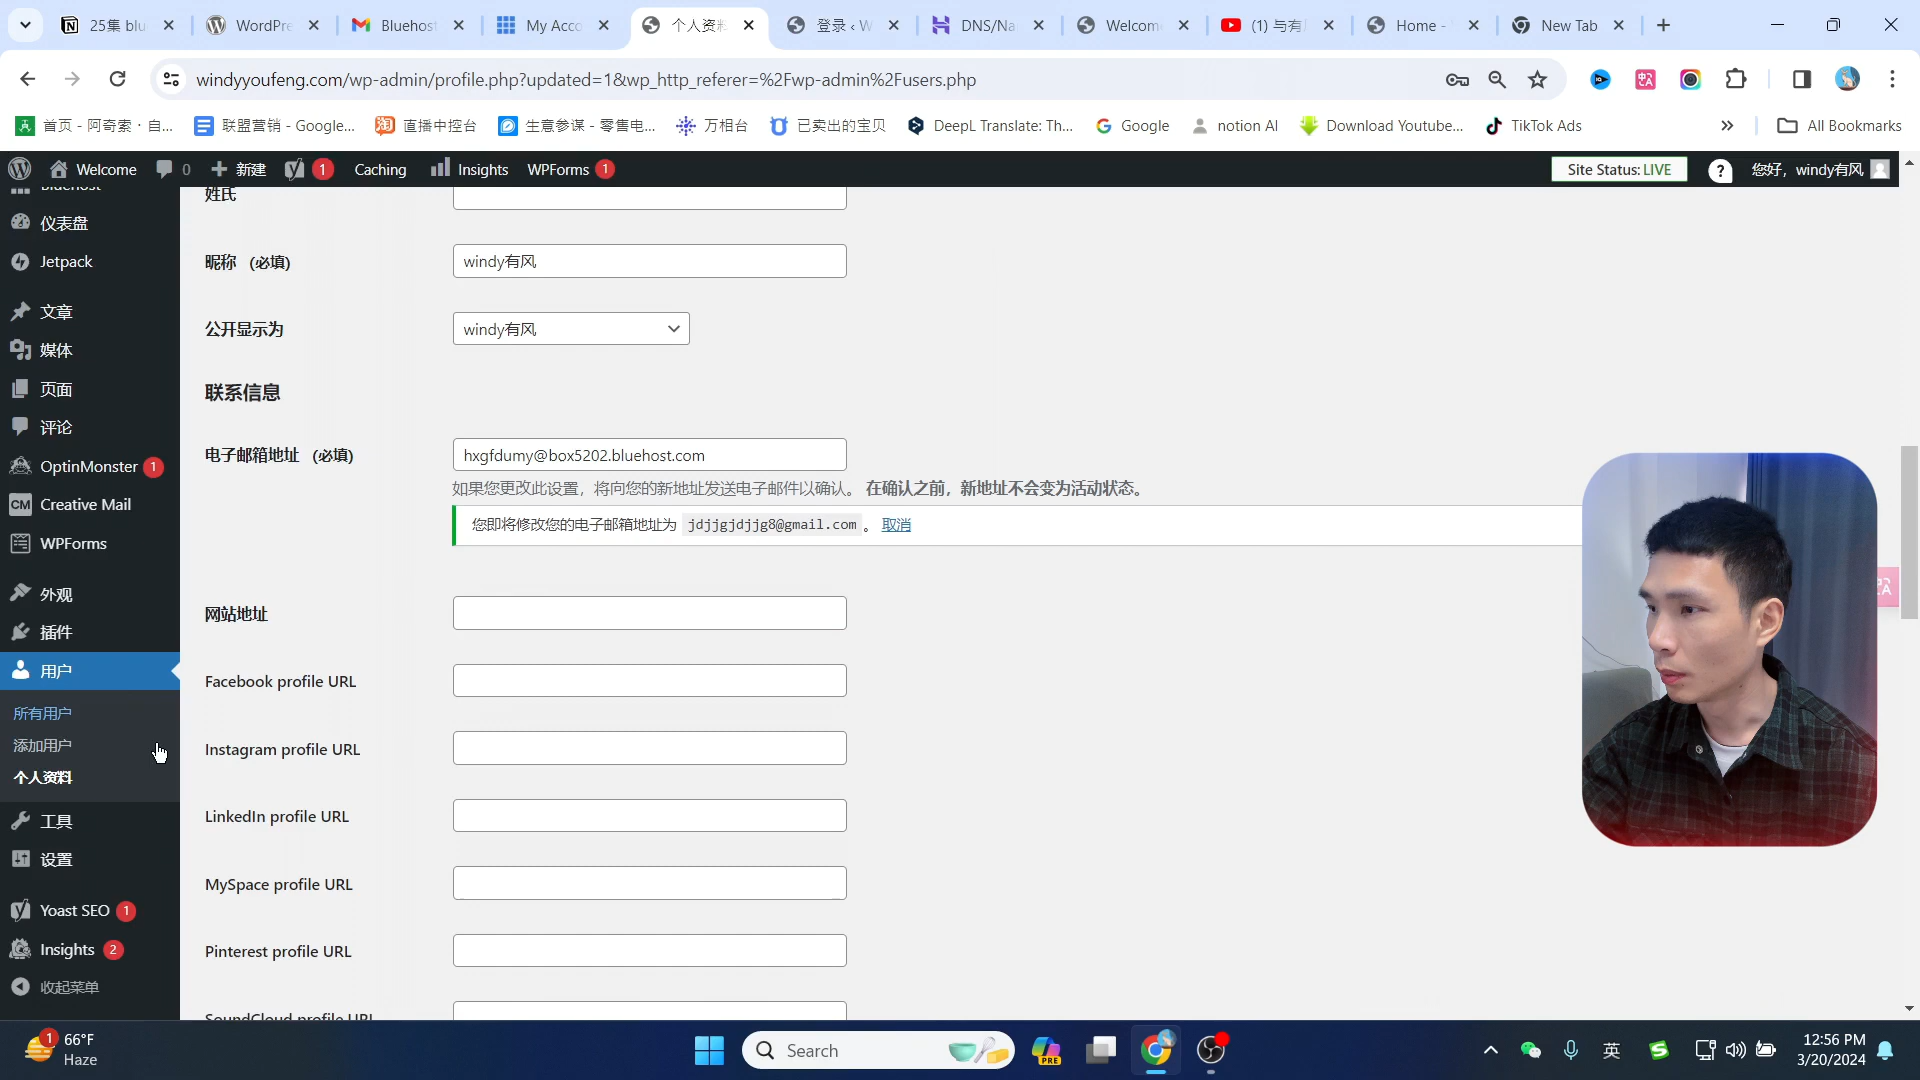 25集 blu
WordPre
Bluehost
My Acco
个人资料
登录 ‹ W
DNS/Na
Welcom
(1) 与有
Home -
New Tab
windyyoufeng.com/wp-admin/profile.php?updated=1&wp_http_referer=%2Fwp-admin%2Fusers.php
首页 - 阿奇索 · 自...
联盟营销 - Google...
直播中控台
生意参谋 - 零售电...
万相台
已卖出的宝贝
DeepL Translate: Th...
Google
notion AI
Download Youtube...
TikTok Ads
All Bookmarks
Welcome
0
新建
1
Caching
Insights
WPForms 1
Site Status: LIVE
您好，windy有风
Bluehost
仪表盘
Jetpack
文章
媒体
页面
评论
OptinMonster 1
Creative Mail
WPForms
外观
插件
用户
所有用户
添加用户
个人资料
工具
设置
Yoast SEO 1
Insights 2
收起菜单
姓氏
昵称 （必填） windy有风
公开显示为 windy有风
联系信息
电子邮箱地址 （必填） hxgfdumy@box5202.bluehost.com
如果您更改此设置，将向您的新地址发送电子邮件以确认。 在确认之前，新地址不会变为活动状态。
您即将修改您的电子邮箱地址为 jdjjgjdjjg8@gmail.com 。 取消
网站地址
Facebook profile URL
Instagram profile URL
LinkedIn profile URL
MySpace profile URL
Pinterest profile URL
SoundCloud profile URL
1
66°F
Haze
Search
PRE
英
12:56 PM
3/20/2024